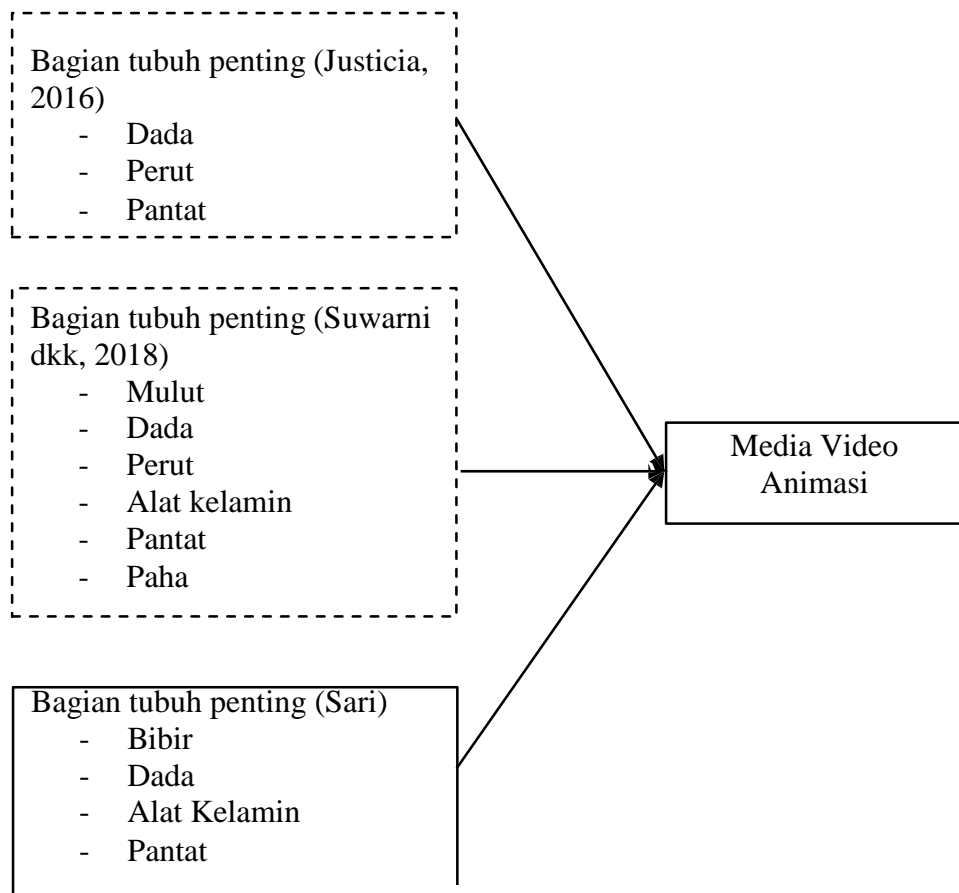 Bagian tubuh penting (Justicia,
2016)
- Dada
- Perut
- Pantat
Bagian tubuh penting (Suwarni
dkk, 2018)
- Mulut
- Dada
- Perut
- Alat kelamin
- Pantat
- Paha
Media Video
Animasi
Bagian tubuh penting (Sari)
- Bibir
- Dada
- Alat Kelamin
- Pantat